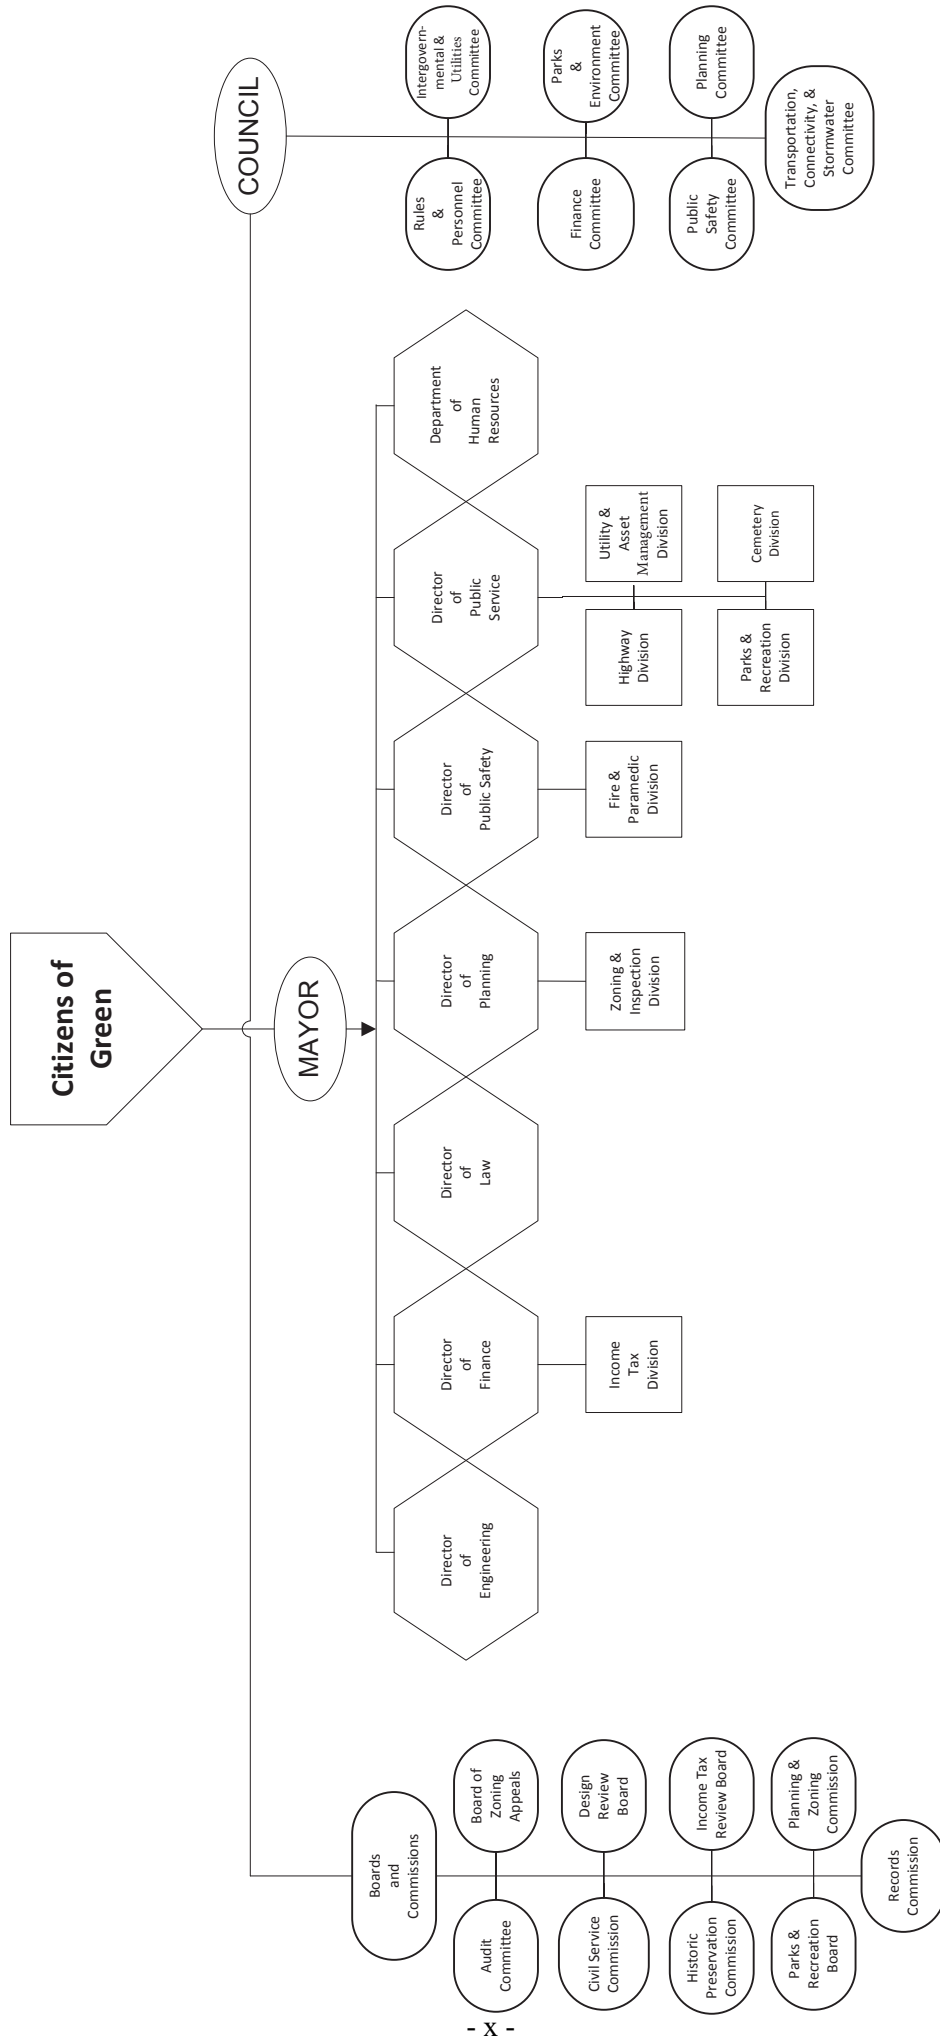 Citizens of
Green
COUNCIL
MAYOR
Boards
and
Commissions
Audit
Committee
Board of
Zoning
Appeals
Civil Service
Commission
Design
Review
Board
Historic
Preservation
Commission
Income Tax
Review Board
Parks &
Recreation
Board
Planning &
Zoning
Commission
Records
Commission
Director
of
Engineering
Director
of
Finance
Director
of
Law
Director
of
Planning
Director
of
Public Safety
Director
of
Public
Service
Department
of
Human
Resources
Income
Tax
Division
Zoning &
Inspection
Division
Fire &
Paramedic
Division
Highway
Division
Utility &
Asset
Management
Division
Parks &
Recreation
Division
Cemetery
Division
Rules
&
Personnel
Committee
Intergovern-
mental &
Utilities
Committee
Finance
Committee
Parks
&
Environment
Committee
Public
Safety
Committee
Planning
Committee
Transportation,
Connectivity, &
Stormwater
Committee
- x -